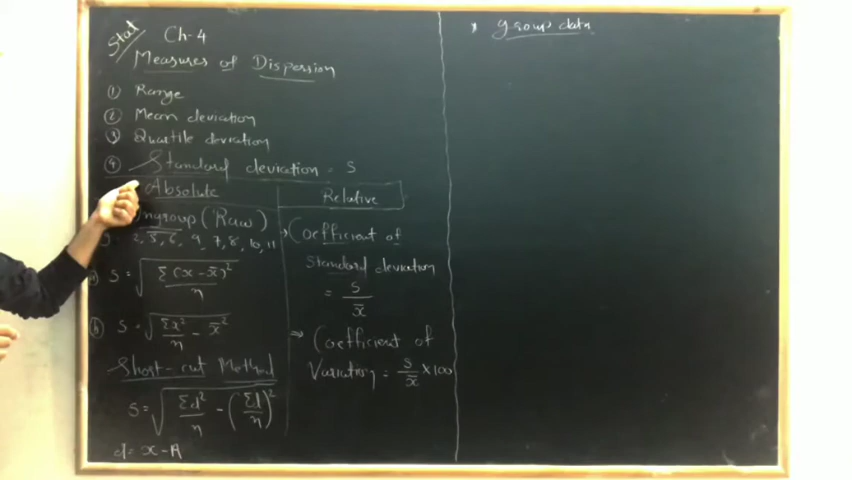 Stat Ch-4
Measures of Dispersion
① Range
② Mean deviation
③ Quartile deviation
④ Standard deviation = S
Absolute
ngroup (Raw)
2, 5, 6, 9, 7, 8, 10, 11
S = √(Σ(x - x̄)²/n)
(b) S = √(Σx²/n - x̄²)
Short-cut Method
S = √(Σd²/n - (Σd/n)²)
d = x - A
Relative
Coefficient of
Standard deviation
= S/x̄
⇒ Coefficient of
Variation = S/x̄ × 100
* group data